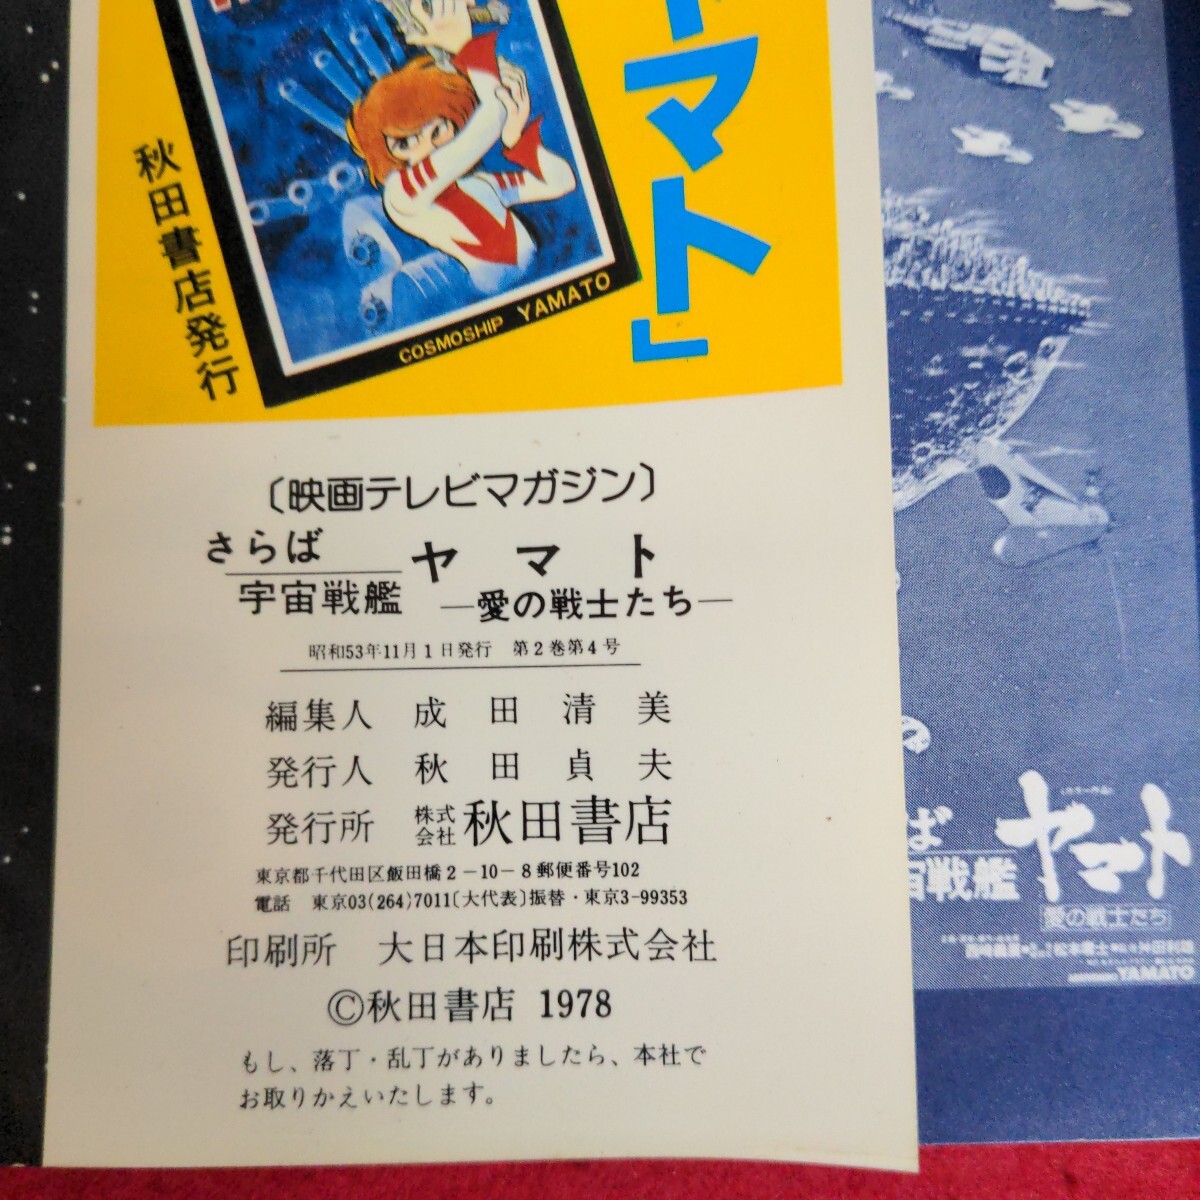 マト」
秋田書店発行
COSMOSHIP YAMATO
〔映画テレビマガジン〕
さらば
宇宙戦艦
ヤマト
—愛の戦士たち—
昭和53年11月1日発行 第2巻第4号
編集人 成田清美
発行人 秋田貞夫
発行所 株式会社 秋田書店
東京都千代田区飯田橋2-10-8郵便番号102
電話 東京03(264)7011〔大代表〕振替・東京3-99353
印刷所 大日本印刷株式会社
©秋田書店 1978
もし、落丁・乱丁がありましたら、本社で
お取りかえいたします。
ば
宙戦艦
ヤマト
愛の戦士たち
YAMATO